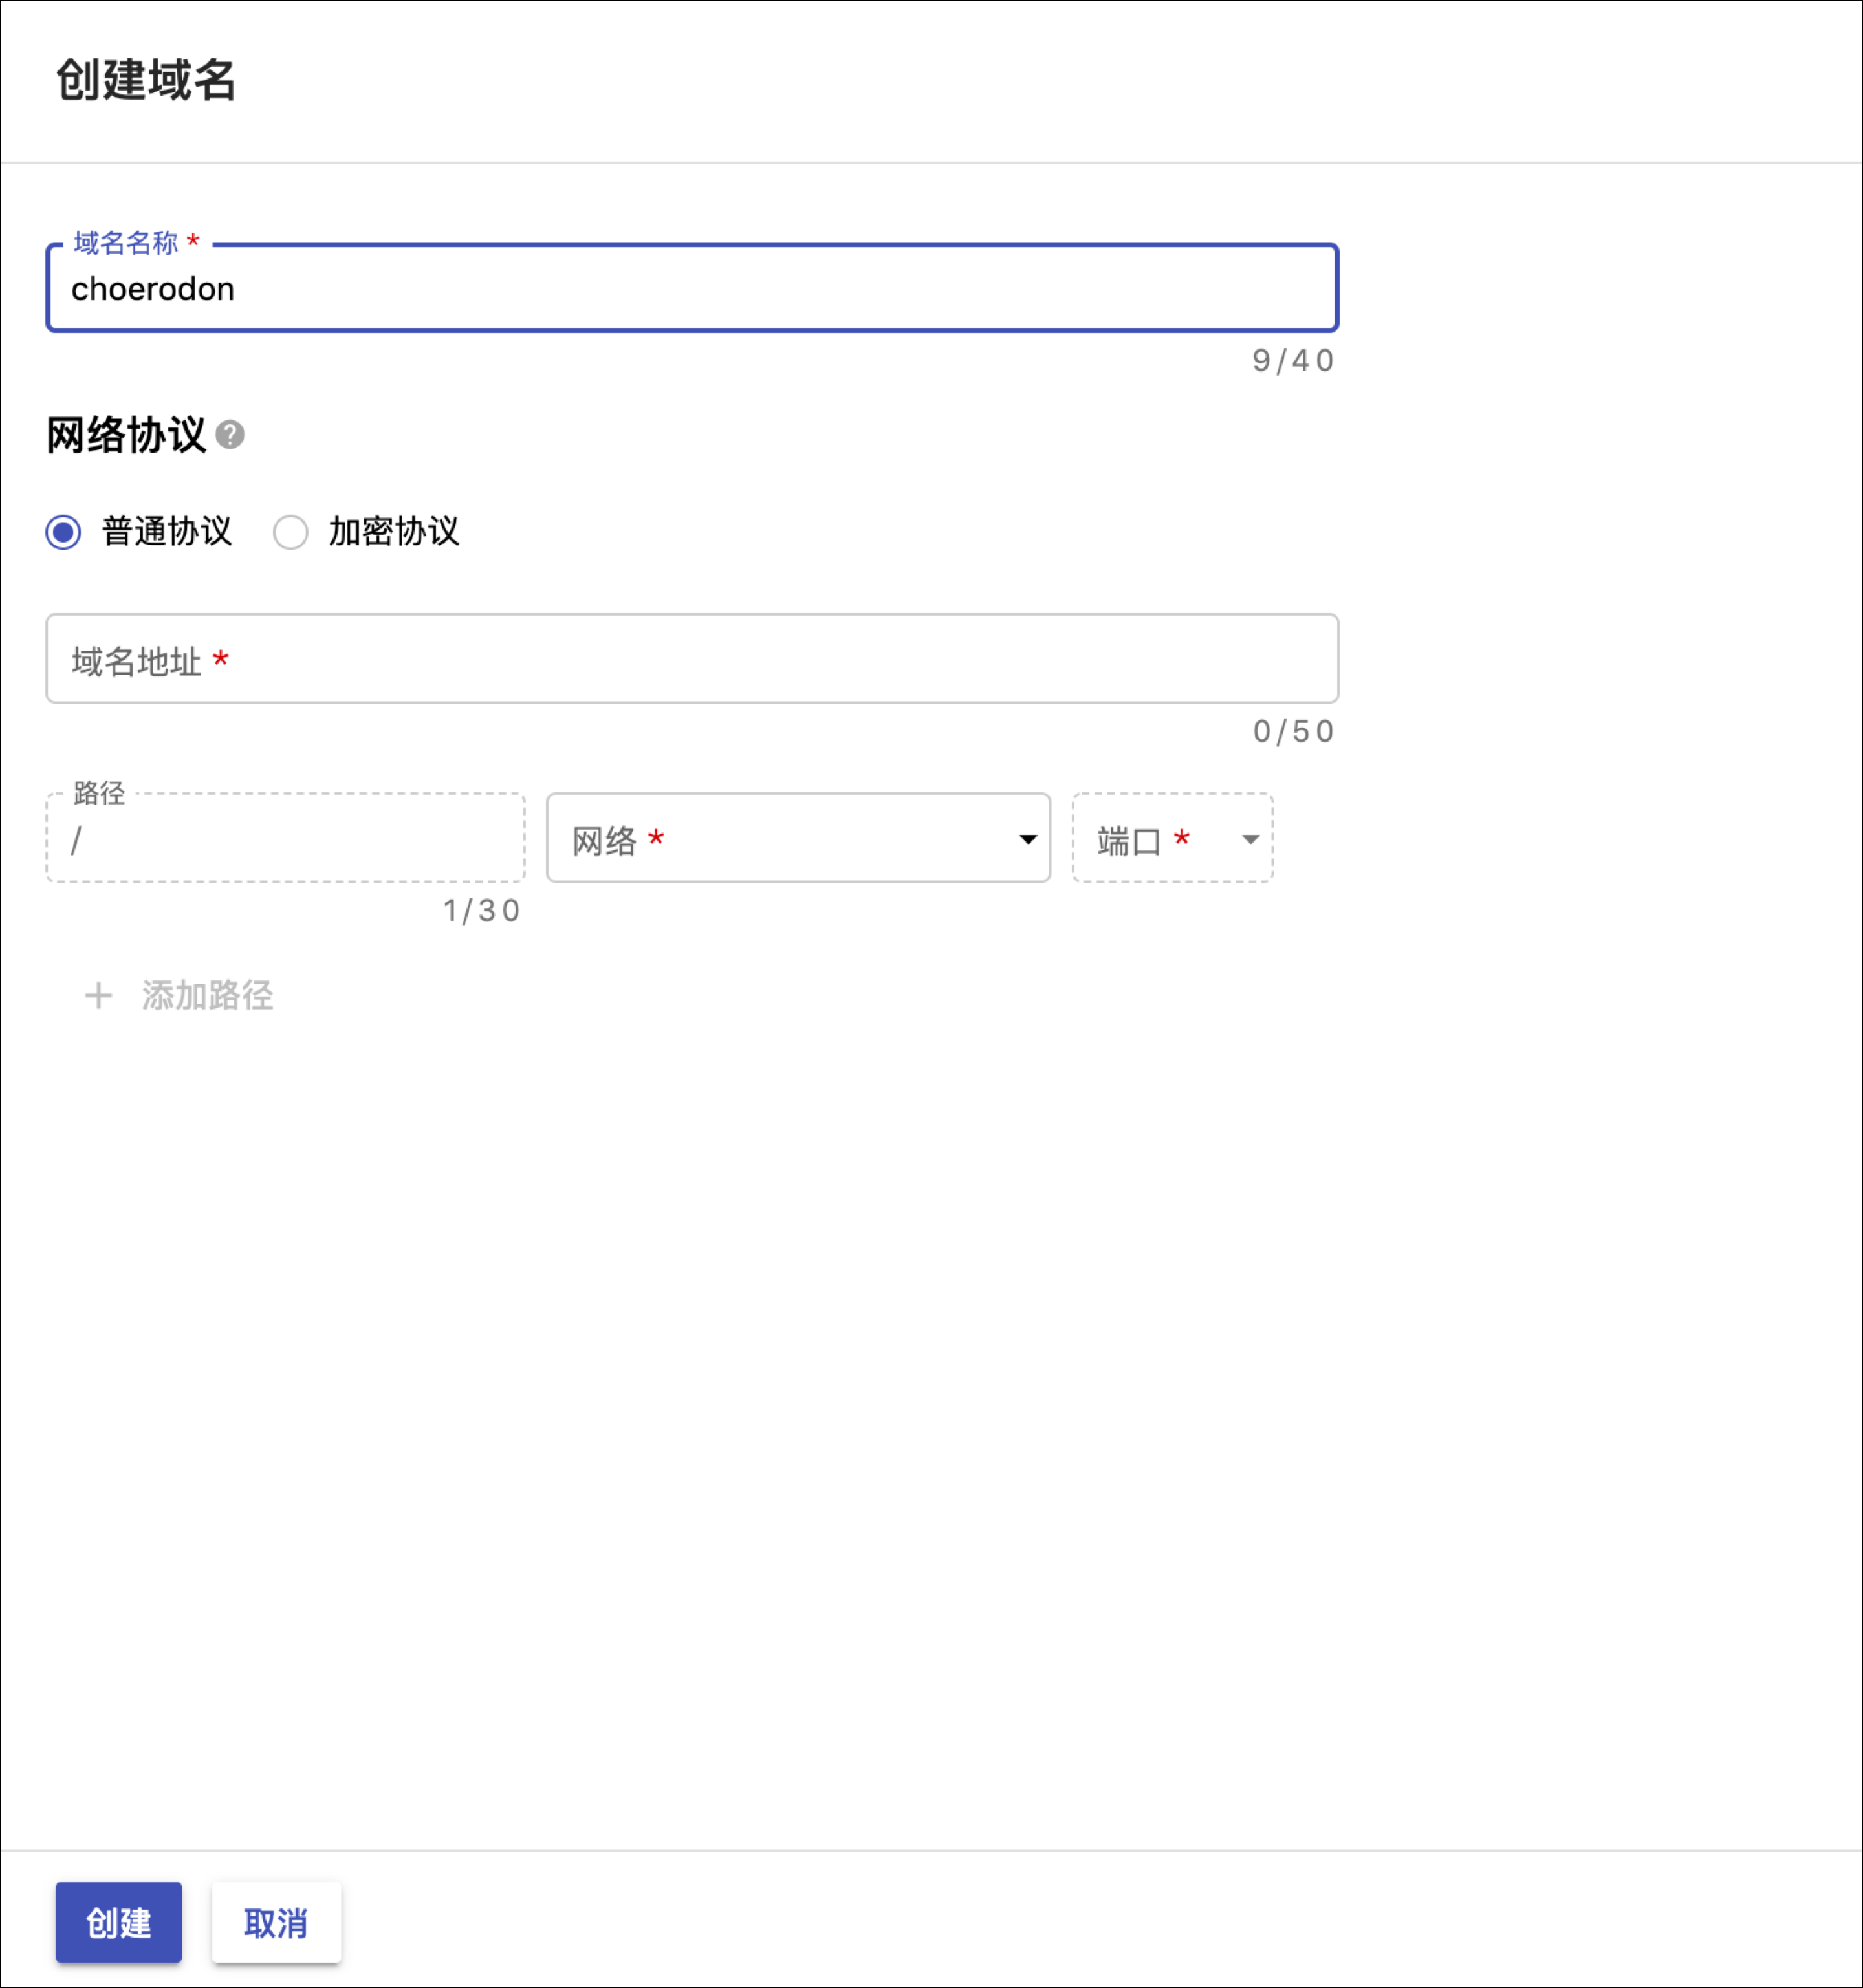 创建域名
域名名称 *
choerodon
9/40
网络协议 ?
普通协议 加密协议
域名地址 *
0/50
路径
/ 网络 * 端口 *
1/30
+ 添加路径
创建 取消